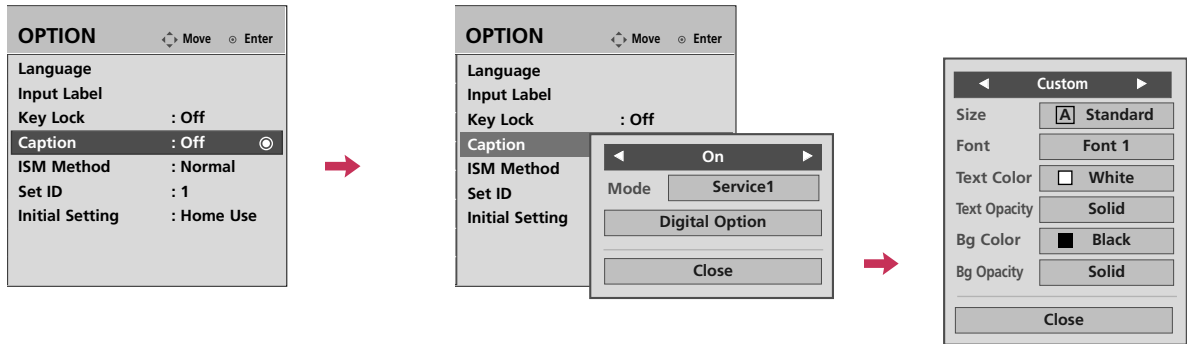 OPTION Move Enter
Language
Input Label
Key Lock : Off
Caption : Off
ISM Method : Normal
Set ID : 1
Initial Setting : Home Use
OPTION Move Enter
Language
Input Label
Key Lock : Off
Caption
ISM Method
Set ID
Initial Setting
On
Mode Service1
Digital Option
Close
Custom
Size A Standard
Font Font 1
Text Color White
Text Opacity Solid
Bg Color Black
Bg Opacity Solid
Close